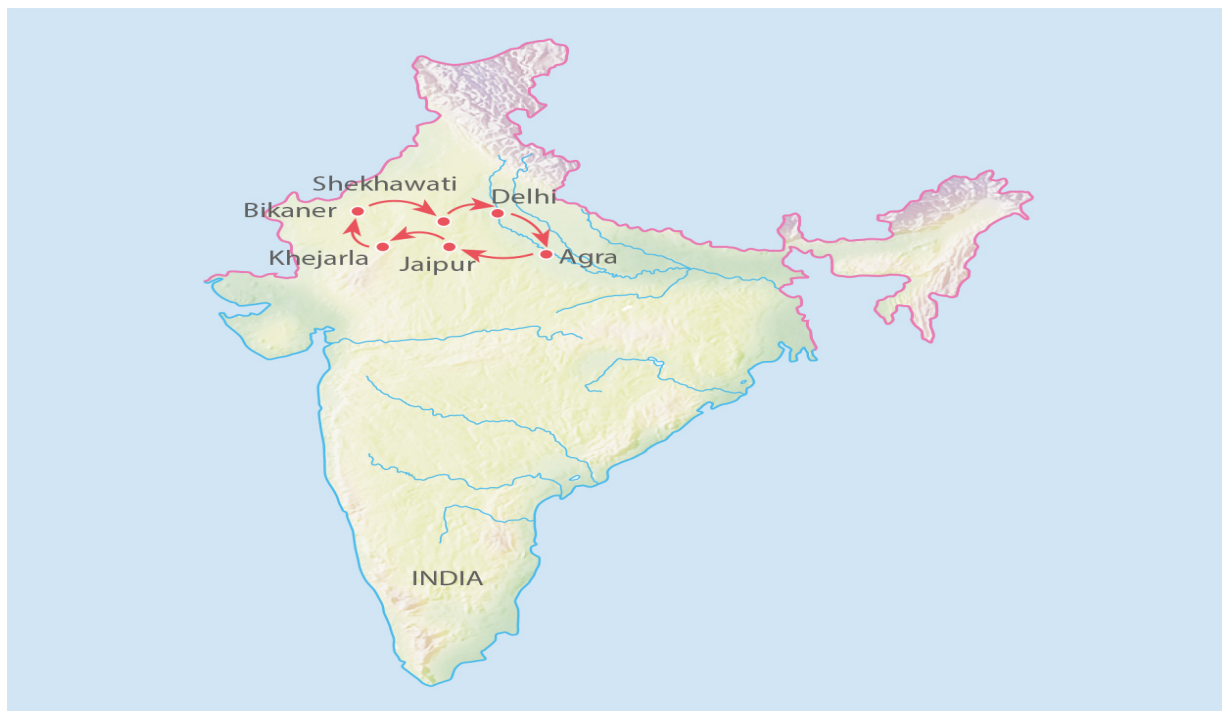 Shekhawati
Delhi
Bikaner
Khejarla
Jaipur
Agra
INDIA